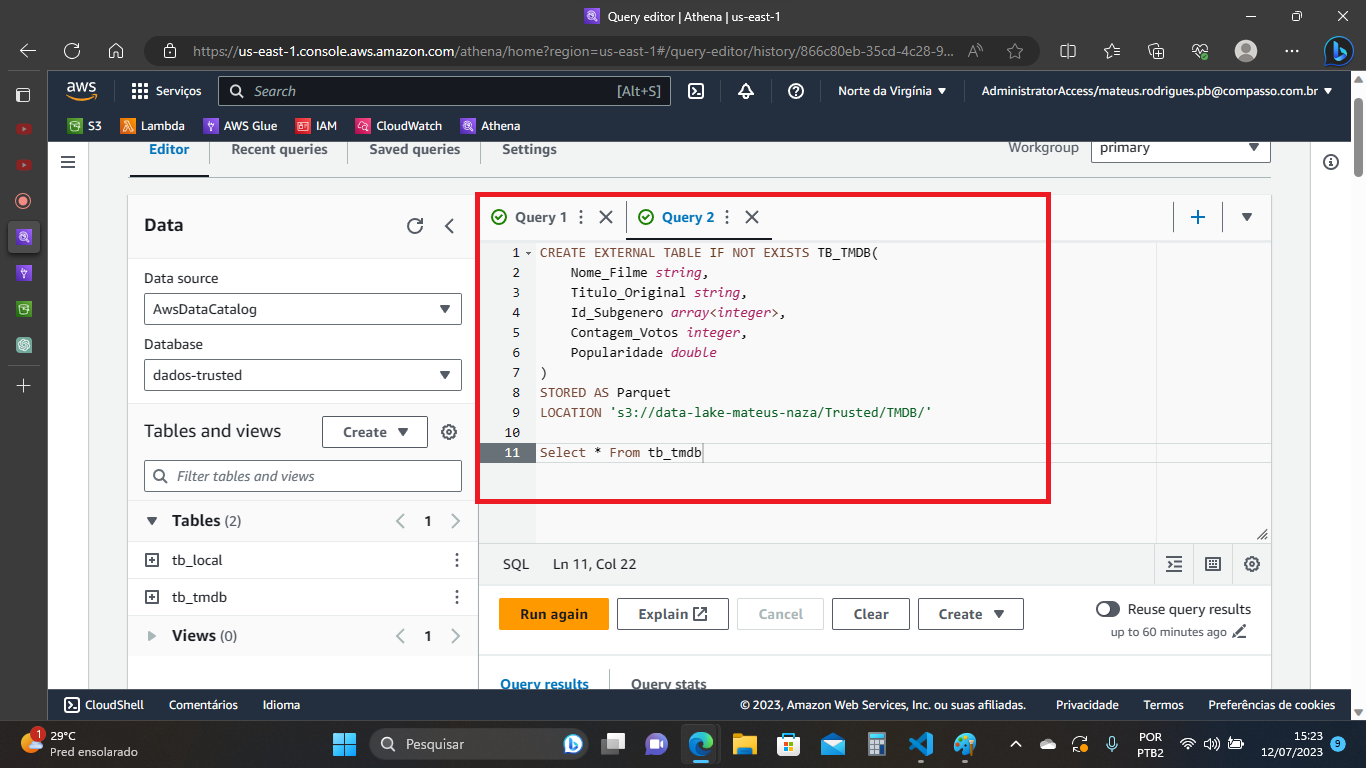 Query editor | Athena | us-east-1
https://us-east-1.console.aws.amazon.com/athena/home?region=us-east-1#/query-editor/history/866c80eb-35cd-4c28-9...
aws
Serviços
Search
[Alt+S]
Norte da Virgínia
AdministratorAccess/mateus.rodrigues.pb@compasso.com.br
S3
Lambda
AWS Glue
IAM
CloudWatch
Athena
Editor
Recent queries
Saved queries
Settings
Workgroup
primary
Data
Data source
AwsDataCatalog
Database
dados-trusted
Tables and views
Create
Filter tables and views
Tables (2)
1
tb_local
tb_tmdb
Views (0)
1
Query 1
Query 2
1 CREATE EXTERNAL TABLE IF NOT EXISTS TB_TMDB(
2 Nome_Filme string,
3 Titulo_Original string,
4 Id_Subgenero array<integer>,
5 Contagem_Votos integer,
6 Popularidade double
7 )
8 STORED AS Parquet
9 LOCATION 's3://data-lake-mateus-naza/Trusted/TMDB/'
10
11 Select * From tb_tmdb
SQL
Ln 11, Col 22
Run again
Explain
Cancel
Clear
Create
Reuse query results
up to 60 minutes ago
Query results
Query stats
CloudShell
Comentários
Idioma
© 2023, Amazon Web Services, Inc. ou suas afiliadas.
Privacidade
Termos
Preferências de cookies
1
29°C
Pred ensolarado
Pesquisar
POR
PTB2
15:23
12/07/2023
9